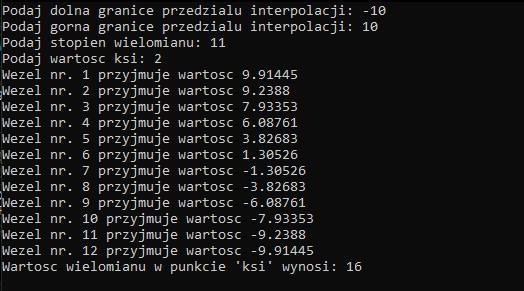 Podaj dolna granice przedzialu interpolacji: -10
Podaj gorna granice przedzialu interpolacji: 10
Podaj stopien wielomianu: 11
Podaj wartosc ksi: 2
Wezel nr. 1 przyjmuje wartosc 9.91445
Wezel nr. 2 przyjmuje wartosc 9.2388
Wezel nr. 3 przyjmuje wartosc 7.93353
Wezel nr. 4 przyjmuje wartosc 6.08761
Wezel nr. 5 przyjmuje wartosc 3.82683
Wezel nr. 6 przyjmuje wartosc 1.30526
Wezel nr. 7 przyjmuje wartosc -1.30526
Wezel nr. 8 przyjmuje wartosc -3.82683
Wezel nr. 9 przyjmuje wartosc -6.08761
Wezel nr. 10 przyjmuje wartosc -7.93353
Wezel nr. 11 przyjmuje wartosc -9.2388
Wezel nr. 12 przyjmuje wartosc -9.91445
Wartosc wielomianu w punkcie 'ksi' wynosi: 16